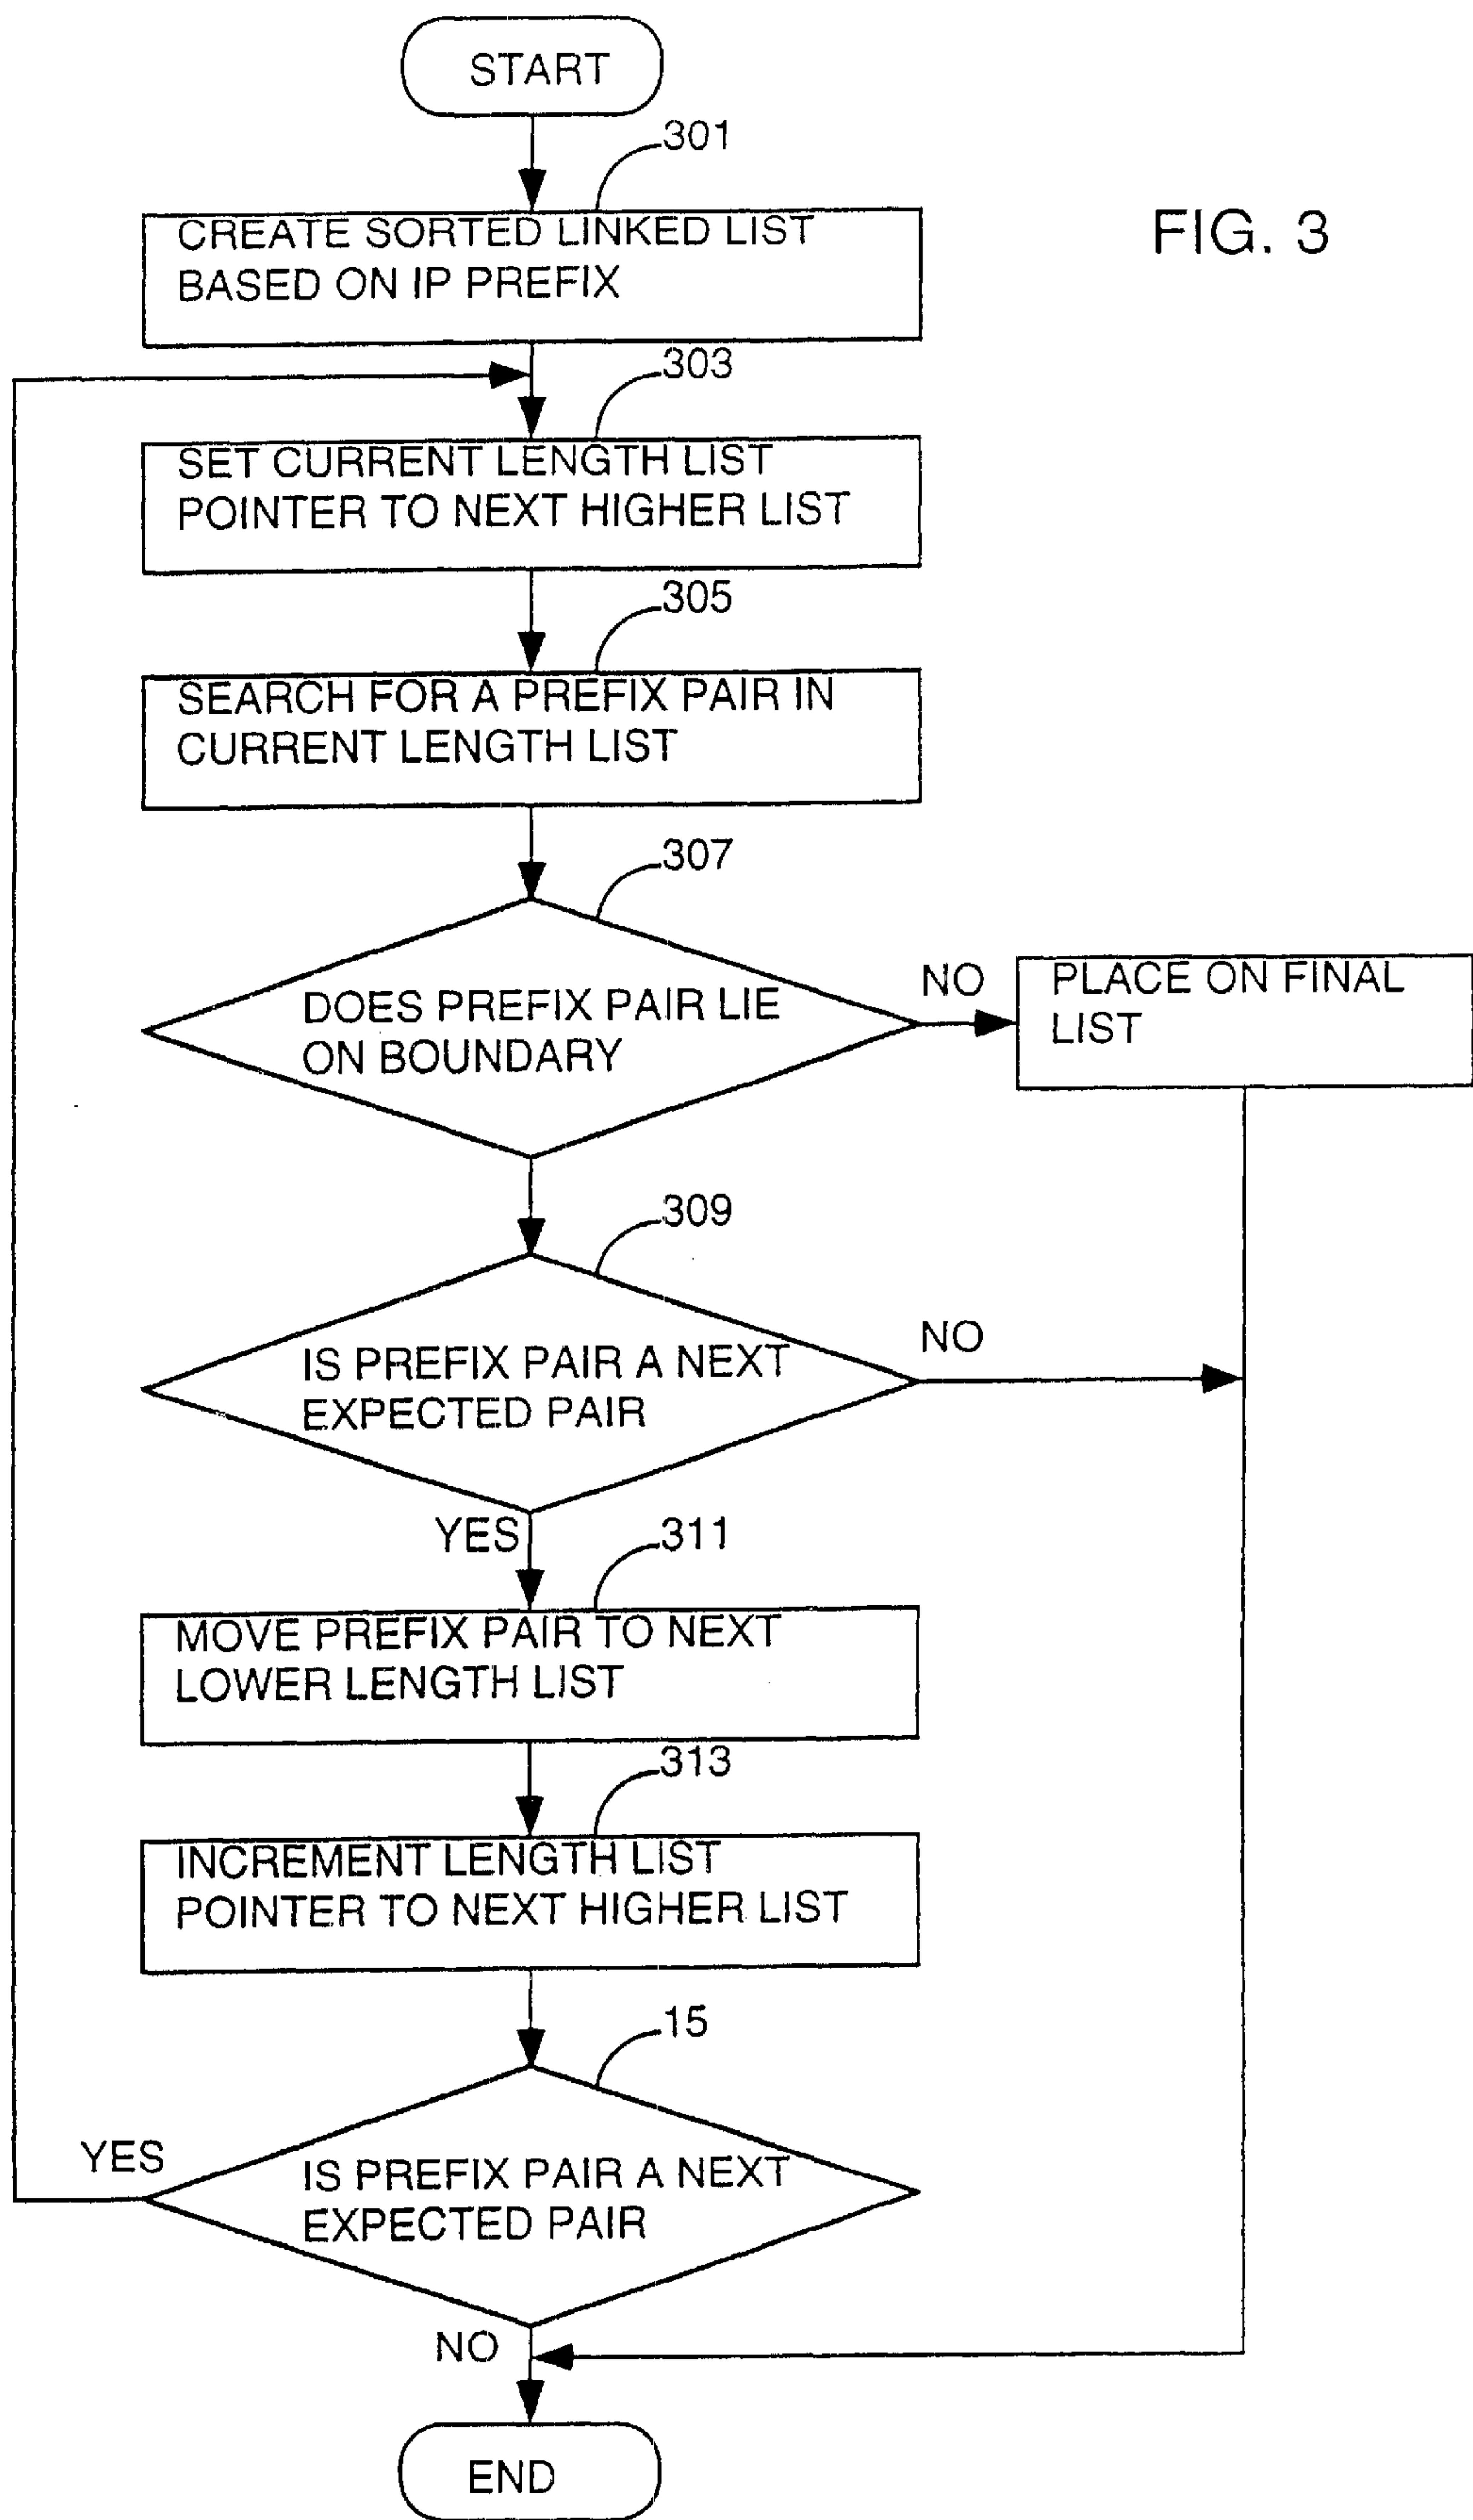 START
301
CREATE SORTED LINKED LIST
BASED ON IP PREFIX
FIG. 3
303
SET CURRENT LENGTH LIST
POINTER TO NEXT HIGHER LIST
305
SEARCH FOR A PREFIX PAIR IN
CURRENT LENGTH LIST
307
DOES PREFIX PAIR LIE
ON BOUNDARY
NO
PLACE ON FINAL
LIST
309
IS PREFIX PAIR A NEXT
EXPECTED PAIR
NO
YES
311
MOVE PREFIX PAIR TO NEXT
LOWER LENGTH LIST
313
INCREMENT LENGTH LIST
POINTER TO NEXT HIGHER LIST
15
YES
IS PREFIX PAIR A NEXT
EXPECTED PAIR
NO
END